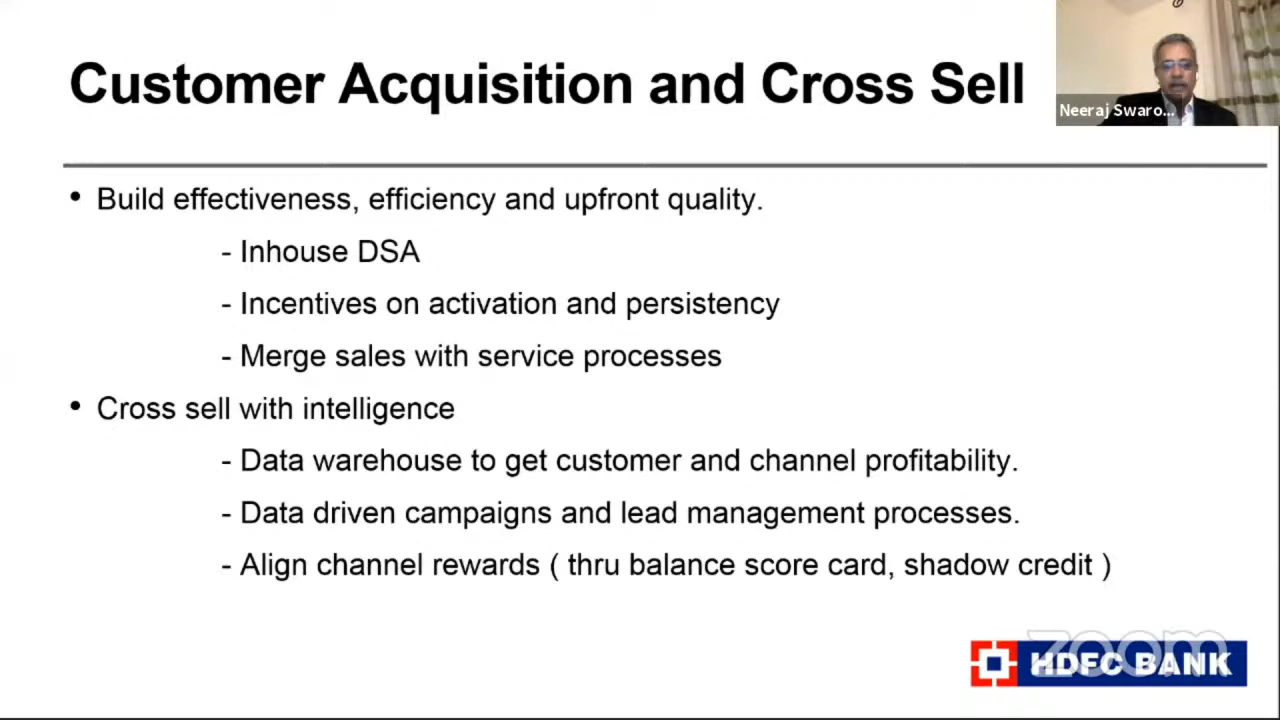 Customer Acquisition and Cross Sell
Neeraj Swaro...
• Build effectiveness, efficiency and upfront quality.
- Inhouse DSA
- Incentives on activation and persistency
- Merge sales with service processes
• Cross sell with intelligence
- Data warehouse to get customer and channel profitability.
- Data driven campaigns and lead management processes.
- Align channel rewards ( thru balance score card, shadow credit )
zoom
HDFC BANK